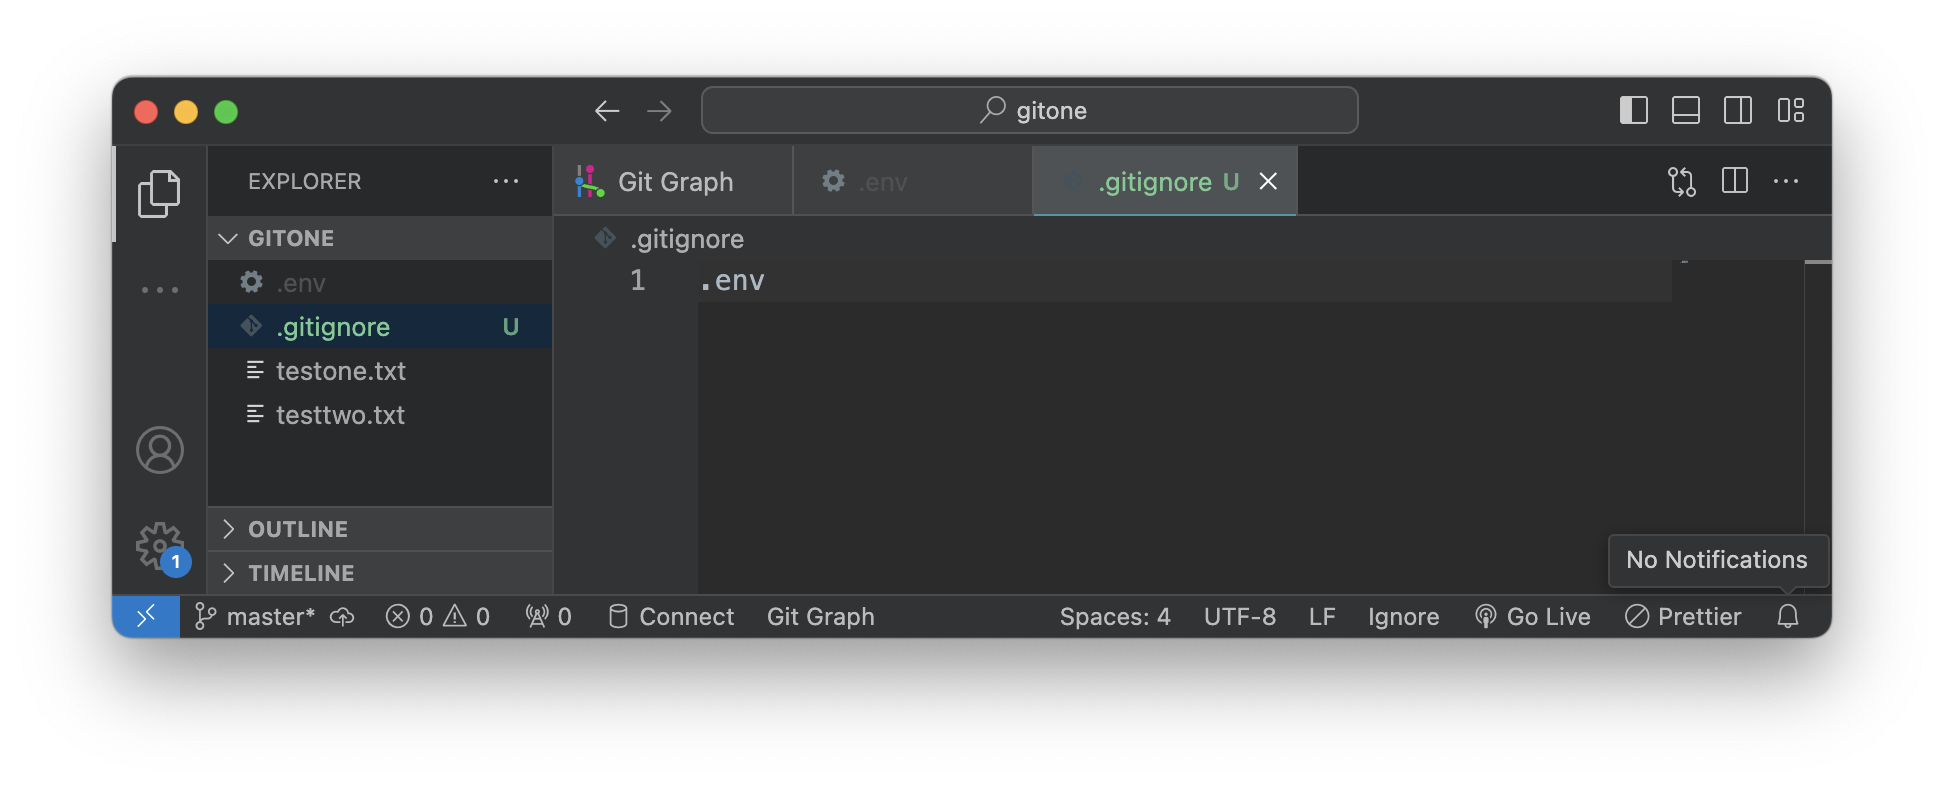 gitone
EXPLORER
GITONE
.env
.gitignore U
testone.txt
testtwo.txt
OUTLINE
TIMELINE
1
Git Graph
.env
.gitignore U
.gitignore
1 .env
No Notifications
master* 0 0 0 Connect Git Graph Spaces: 4 UTF-8 LF Ignore Go Live Prettier